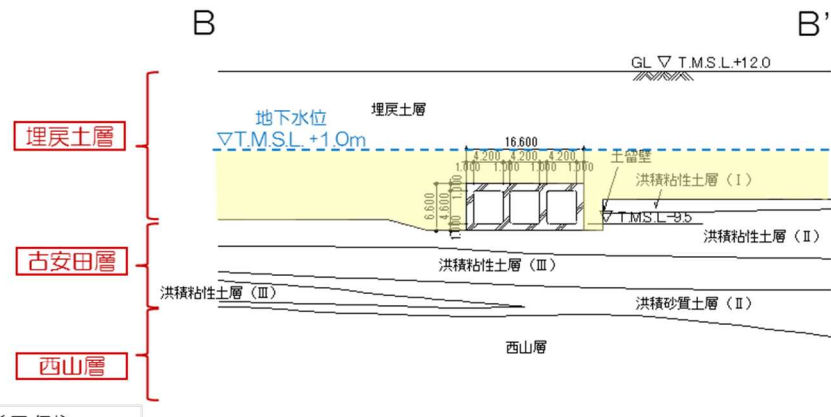 B
B'
GL ▽ T.M.S.L.+12.0
埋戻土層
地下水位
▽T.M.S.L. +1.0m
埋戻土層
16.600
4.200 4.200 4.200
1.000 1.000 1.000 1.000
土留壁
洪積粘性土層（Ⅰ）
6.600
1.000
4.600
1.000
▽ T.M.S.L-9.5
洪積粘性土層（Ⅱ）
古安田層
洪積粘性土層（Ⅲ）
洪積粘性土層（Ⅲ）
洪積砂質土層（Ⅱ）
西山層
西山層